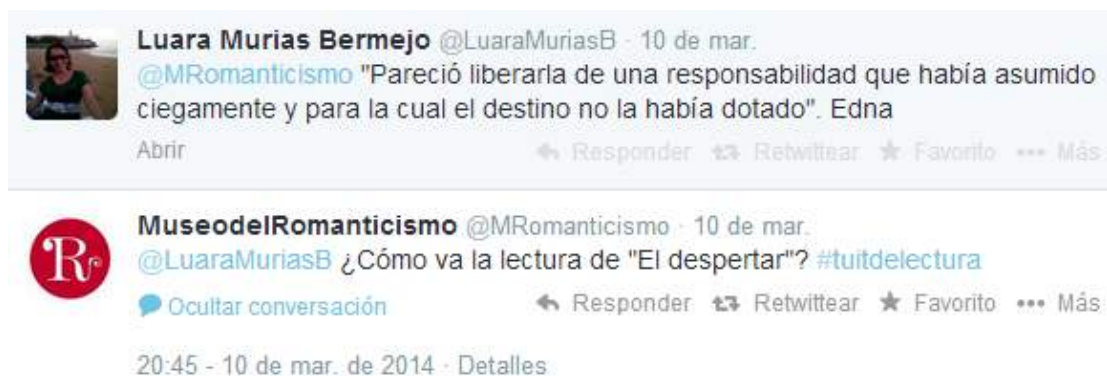 Luara Murias Bermejo @LuaraMuriasB · 10 de mar.
@MRomanticismo "Pareció liberarla de una responsabilidad que había asumido
ciegamente y para la cual el destino no la había dotado". Edna
Abrir Responder Retwittear Favorito Más
MuseodelRomanticismo @MRomanticismo · 10 de mar.
R
@LuaraMuriasB ¿Cómo va la lectura de "El despertar"? #tuitdelectura
Ocultar conversación Responder Retwittear Favorito Más
20:45 - 10 de mar. de 2014 · Detalles